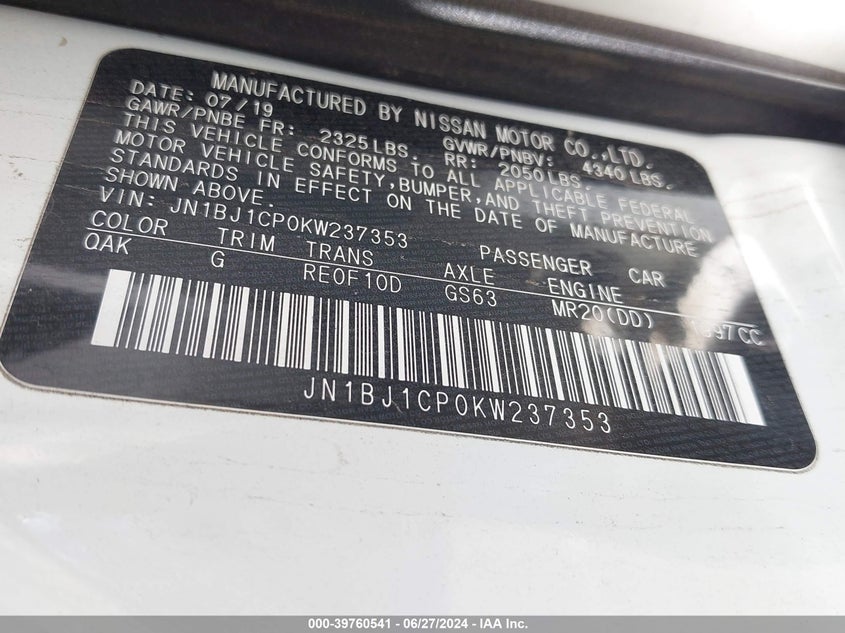 MANUFACTURED BY NISSAN MOTOR CO.,LTD.
DATE: 07/19 GVWR/PNBV: 4340 LBS.
GAWR/PNBE FR: 2325LBS. RR: 2050LBS.
THIS VEHICLE CONFORMS TO ALL APPLICABLE FEDERAL
MOTOR VEHICLE SAFETY,BUMPER,AND THEFT PREVENTION
STANDARDS IN EFFECT ON THE DATE OF MANUFACTURE
SHOWN ABOVE.
VIN: JN1BJ1CP0KW237353 PASSENGER CAR
COLOR TRIM TRANS AXLE ENGINE
QAK G RE0F10D GS63 MR20(DD) 1997CC
JN1BJ1CP0KW237353
000-39760541 - 06/27/2024 - IAA Inc.